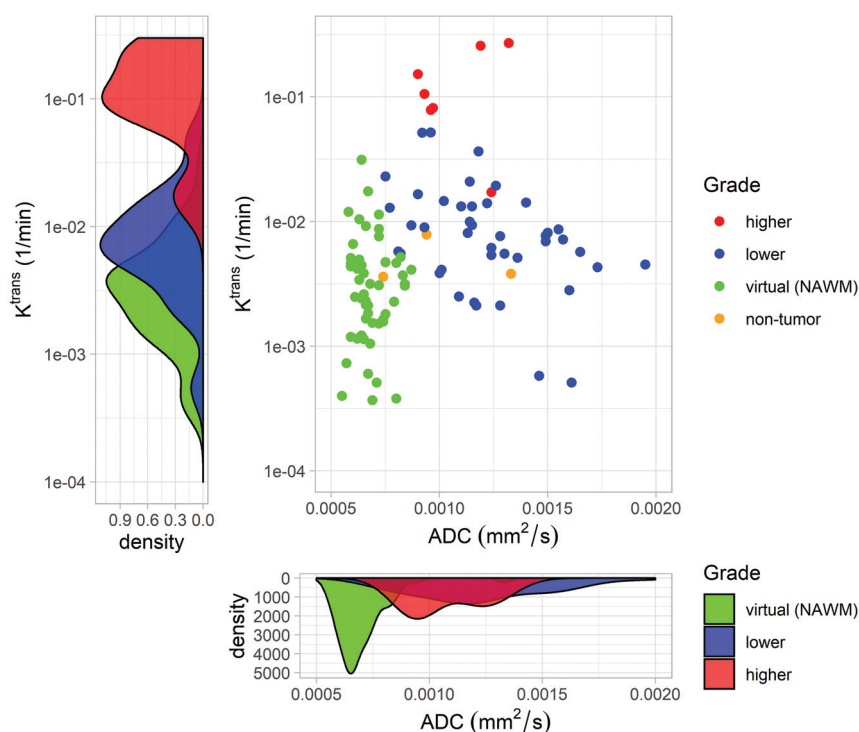 1e-01
1e-02
1e-03
1e-04
K^trans (1/min)
0.9 0.6 0.3 0.0
density
1e-01
1e-02
1e-03
1e-04
K^trans (1/min)
0.0005 0.0010 0.0015 0.0020
ADC (mm²/s)
Grade
higher
lower
virtual (NAWM)
non-tumor
0
1000
2000
3000
4000
5000
density
0.0005 0.0010 0.0015 0.0020
ADC (mm²/s)
Grade
virtual (NAWM)
lower
higher